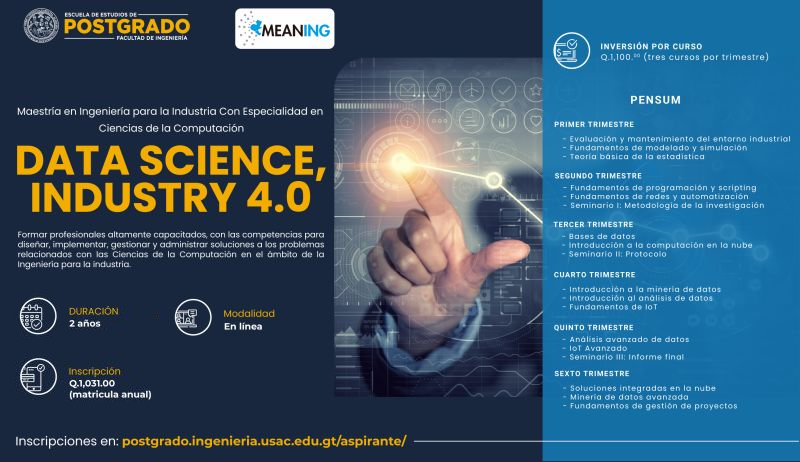 ESCUELA DE ESTUDIOS DE
POSTGRADO
FACULTAD DE INGENIERÍA
MEANING
Maestría en Ingeniería para la Industria Con Especialidad en
Ciencias de la Computación
DATA SCIENCE,
INDUSTRY 4.0
Formar profesionales altamente capacitados, con las competencias para
diseñar, implementar, gestionar y administrar soluciones a los problemas
relacionados con las Ciencias de la Computación en el ámbito de la
Ingeniería para la industria.
DURACIÓN
2 años
Modalidad
En línea
Inscripción
Q.1,031.00
(matricula anual)
INVERSIÓN POR CURSO
Q.1,100.00 (tres cursos por trimestre)
PENSUM
PRIMER TRIMESTRE
- Evaluación y mantenimiento del entorno industrial
- Fundamentos de modelado y simulación
- Teoría básica de la estadística
SEGUNDO TRIMESTRE
- Fundamentos de programación y scripting
- Fundamentos de redes y automatización
- Seminario I: Metodología de la investigación
TERCER TRIMESTRE
- Bases de datos
- Introducción a la computación en la nube
- Seminario II: Protocolo
CUARTO TRIMESTRE
- Introducción a la mineria de datos
- Introducción al análisis de datos
- Fundamentos de IoT
QUINTO TRIMESTRE
- Análisis avanzado de datos
- IoT Avanzado
- Seminario III: Informe final
SEXTO TRIMESTRE
- Soluciones integradas en la nube
- Minería de datos avanzada
- Fundamentos de gestión de proyectos
Inscripciones en: postgrado.ingenieria.usac.edu.gt/aspirante/